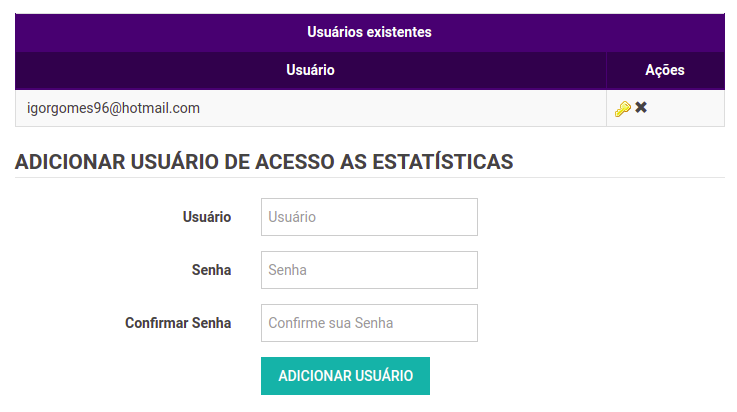 Usuários existentes
Usuário Ações
igorgomes96@hotmail.com
ADICIONAR USUÁRIO DE ACESSO AS ESTATÍSTICAS
Usuário Usuário
Senha Senha
Confirmar Senha Confirme sua Senha
ADICIONAR USUÁRIO